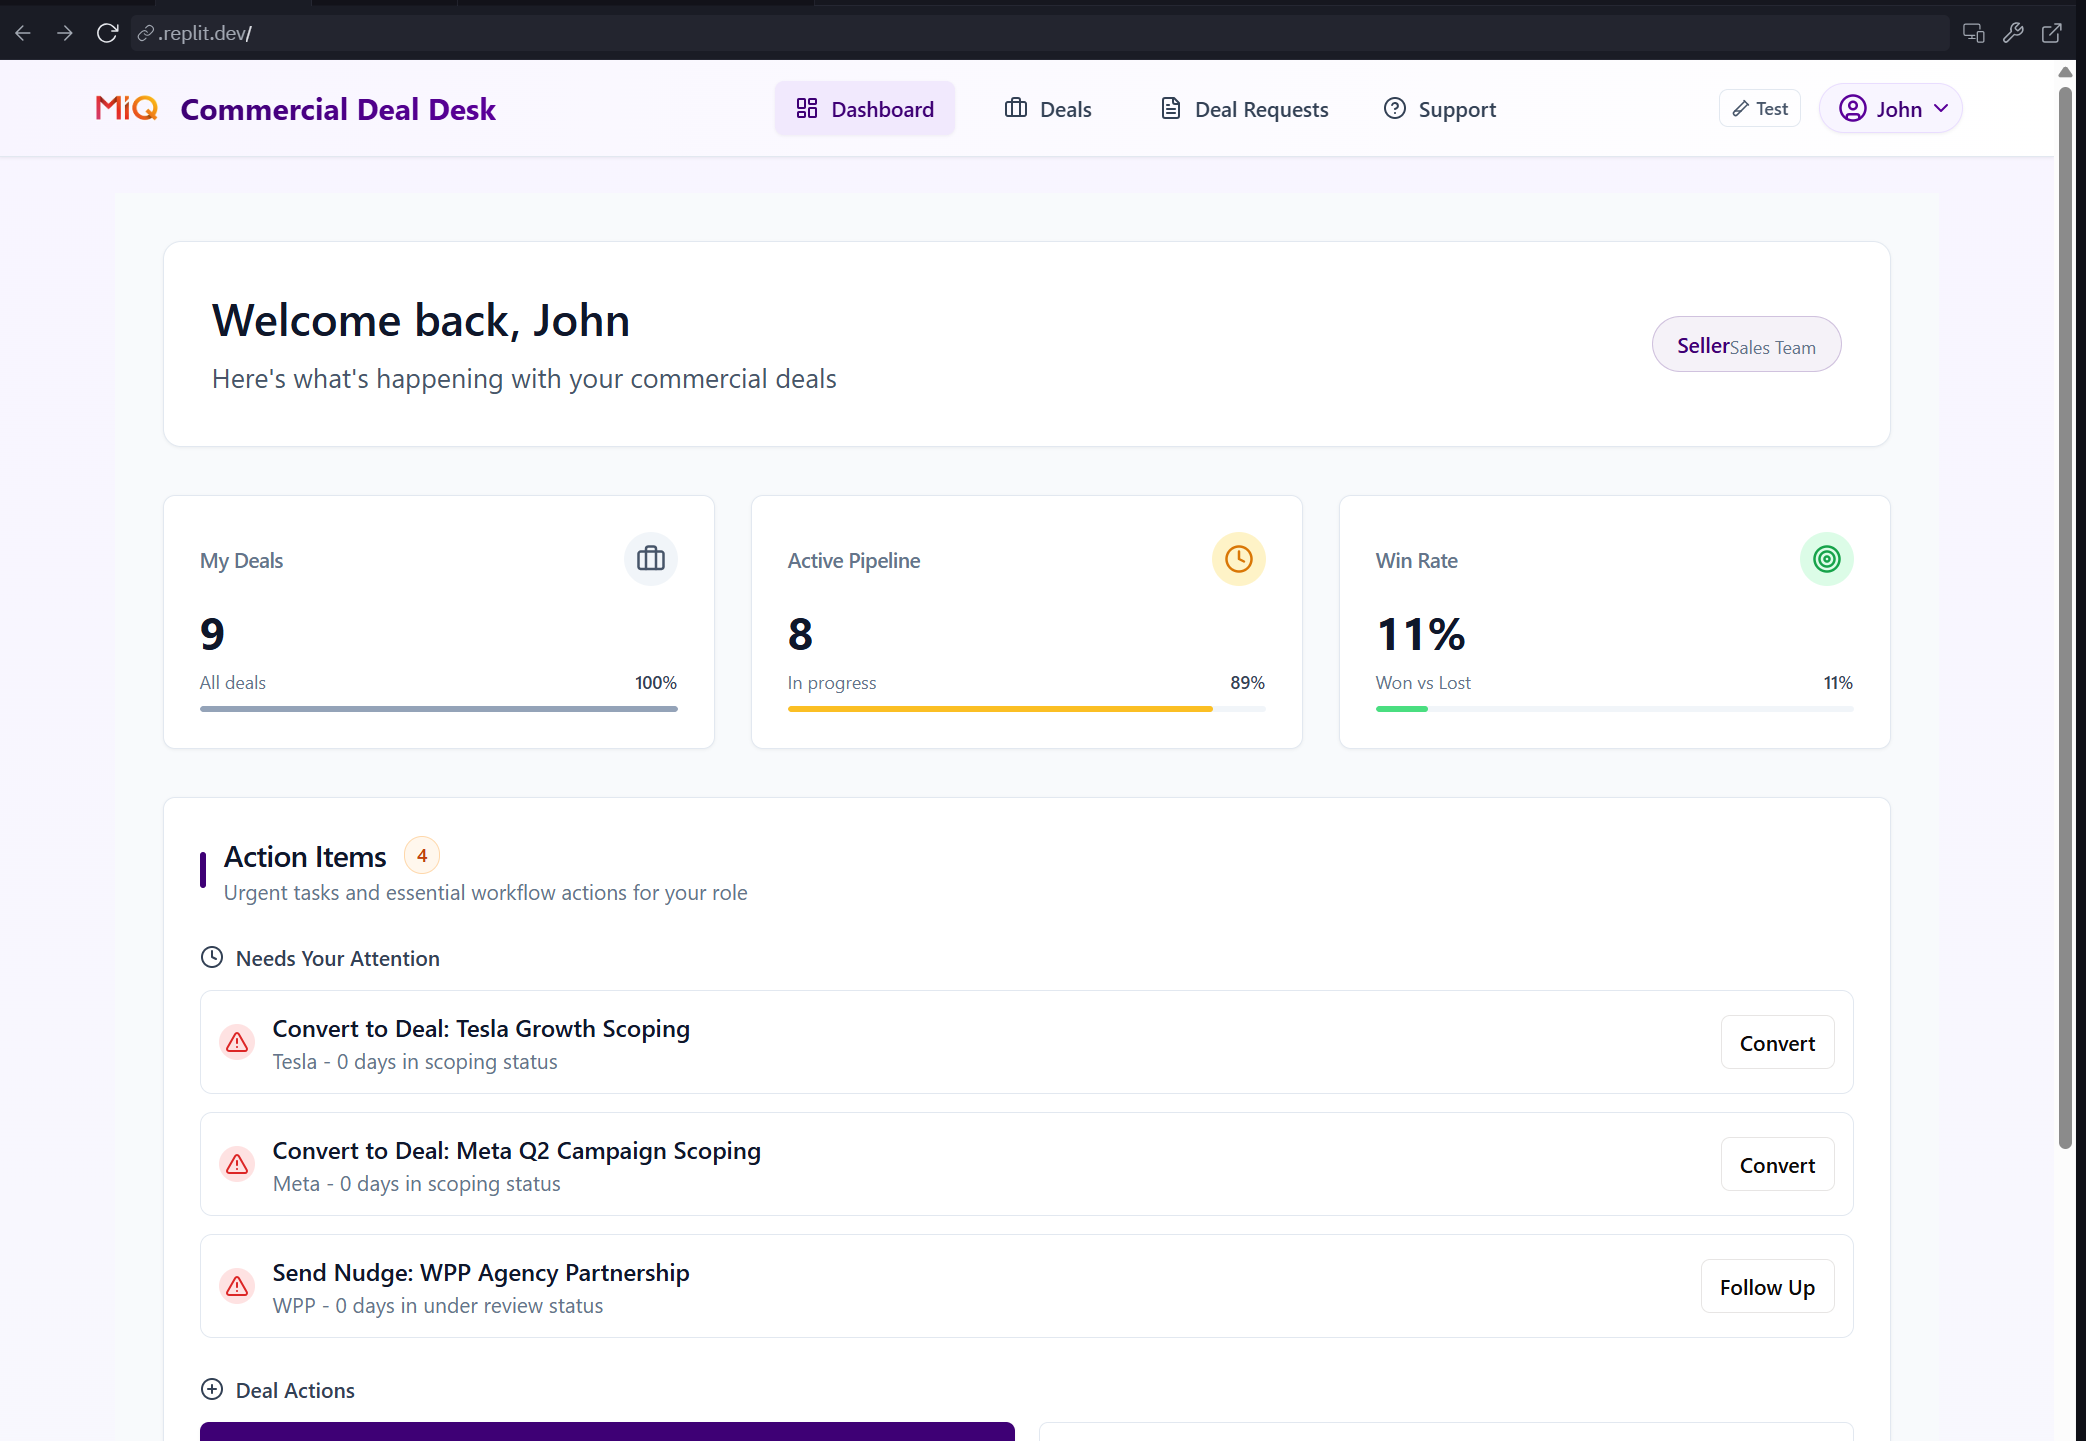 .replit.dev/
MiQ Commercial Deal Desk
Dashboard
Deals
Deal Requests
Support
Test
John
Welcome back, John
Here's what's happening with your commercial deals
Seller Sales Team
My Deals
9
All deals 100%
Active Pipeline
8
In progress 89%
Win Rate
11%
Won vs Lost 11%
Action Items 4
Urgent tasks and essential workflow actions for your role
Needs Your Attention
Convert to Deal: Tesla Growth Scoping
Tesla - 0 days in scoping status
Convert
Convert to Deal: Meta Q2 Campaign Scoping
Meta - 0 days in scoping status
Convert
Send Nudge: WPP Agency Partnership
WPP - 0 days in under review status
Follow Up
Deal Actions